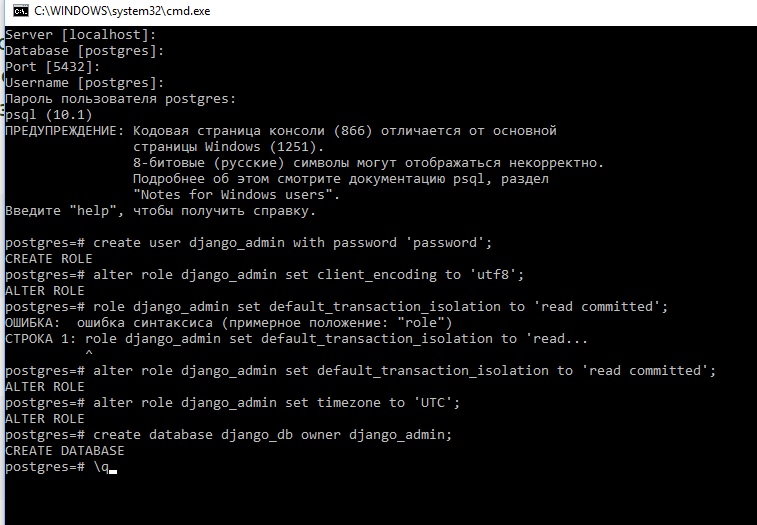 C:\WINDOWS\system32\cmd.exe
Server [localhost]:
Database [postgres]:
Port [5432]:
Username [postgres]:
Пароль пользователя postgres:
psql (10.1)
ПРЕДУПРЕЖДЕНИЕ: Кодовая страница консоли (866) отличается от основной
страницы Windows (1251).
8-битовые (русские) символы могут отображаться некорректно.
Подробнее об этом смотрите документацию psql, раздел
"Notes for Windows users".
Введите "help", чтобы получить справку.
postgres=# create user django_admin with password 'password';
CREATE ROLE
postgres=# alter role django_admin set client_encoding to 'utf8';
ALTER ROLE
postgres=# role django_admin set default_transaction_isolation to 'read committed';
ОШИБКА:  ошибка синтаксиса (примерное положение: "role")
СТРОКА 1: role django_admin set default_transaction_isolation to 'read...
^
postgres=# alter role django_admin set default_transaction_isolation to 'read committed';
ALTER ROLE
postgres=# alter role django_admin set timezone to 'UTC';
ALTER ROLE
postgres=# create database django_db owner django_admin;
CREATE DATABASE
postgres=# \q